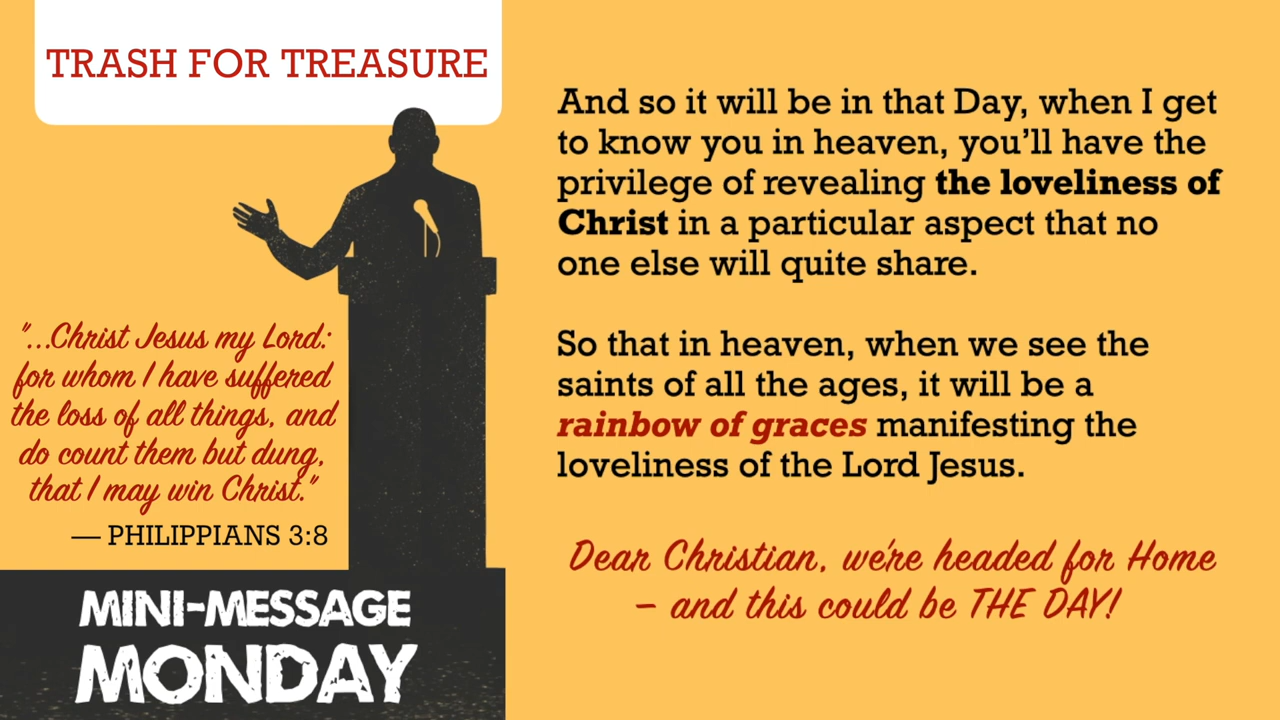 TRASH FOR TREASURE
"...Christ Jesus my Lord:
for whom I have suffered
the loss of all things, and
do count them but dung,
that I may win Christ."
— PHILIPPIANS 3:8
MINI-MESSAGE
MONDAY
And so it will be in that Day, when I get
to know you in heaven, you’ll have the
privilege of revealing the loveliness of
Christ in a particular aspect that no
one else will quite share.
So that in heaven, when we see the
saints of all the ages, it will be a
rainbow of graces manifesting the
loveliness of the Lord Jesus.
Dear Christian, we're headed for Home
– and this could be THE DAY!